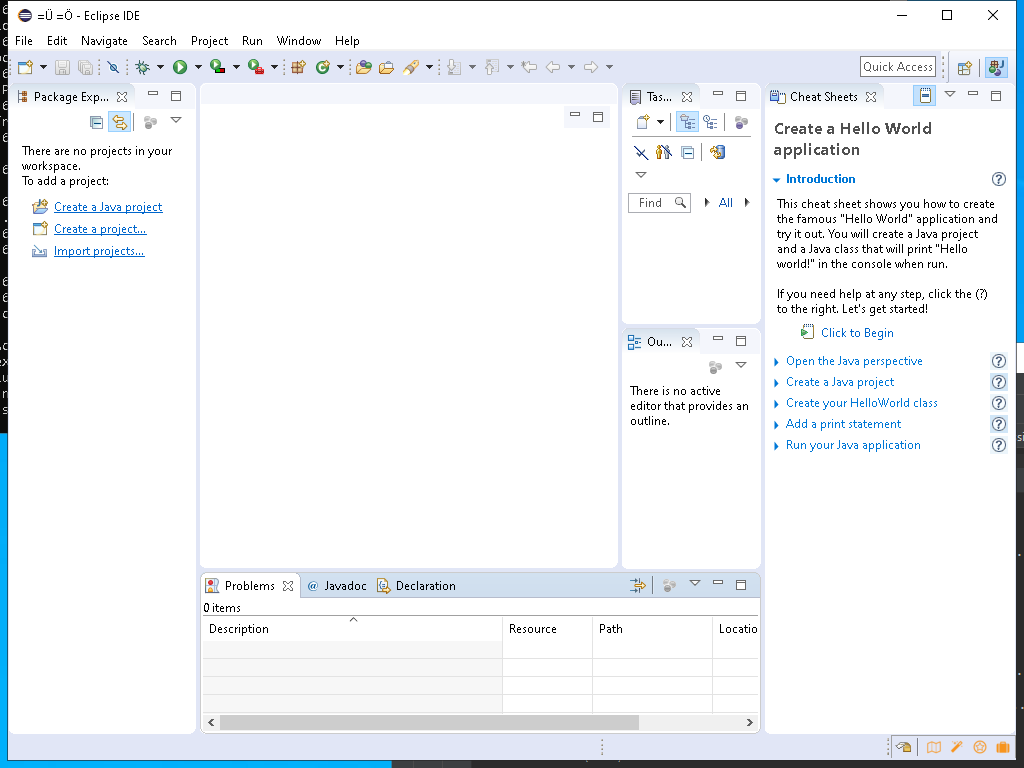 =Ü =Ö - Eclipse IDE
File Edit Navigate Search Project Run Window Help
Quick Access
Package Exp...
There are no projects in your
workspace.
To add a project:
Create a Java project
Create a project...
Import projects...
Tas...
Find
All
Ou...
There is no active
editor that provides an
outline.
Cheat Sheets
Create a Hello World
application
Introduction
This cheat sheet shows you how to create
the famous "Hello World" application and
try it out. You will create a Java project
and a Java class that will print "Hello
world!" in the console when run.
If you need help at any step, click the (?)
to the right. Let's get started!
Click to Begin
Open the Java perspective
Create a Java project
Create your HelloWorld class
Add a print statement
Run your Java application
Problems @ Javadoc Declaration
0 items
Description Resource Path Locatio